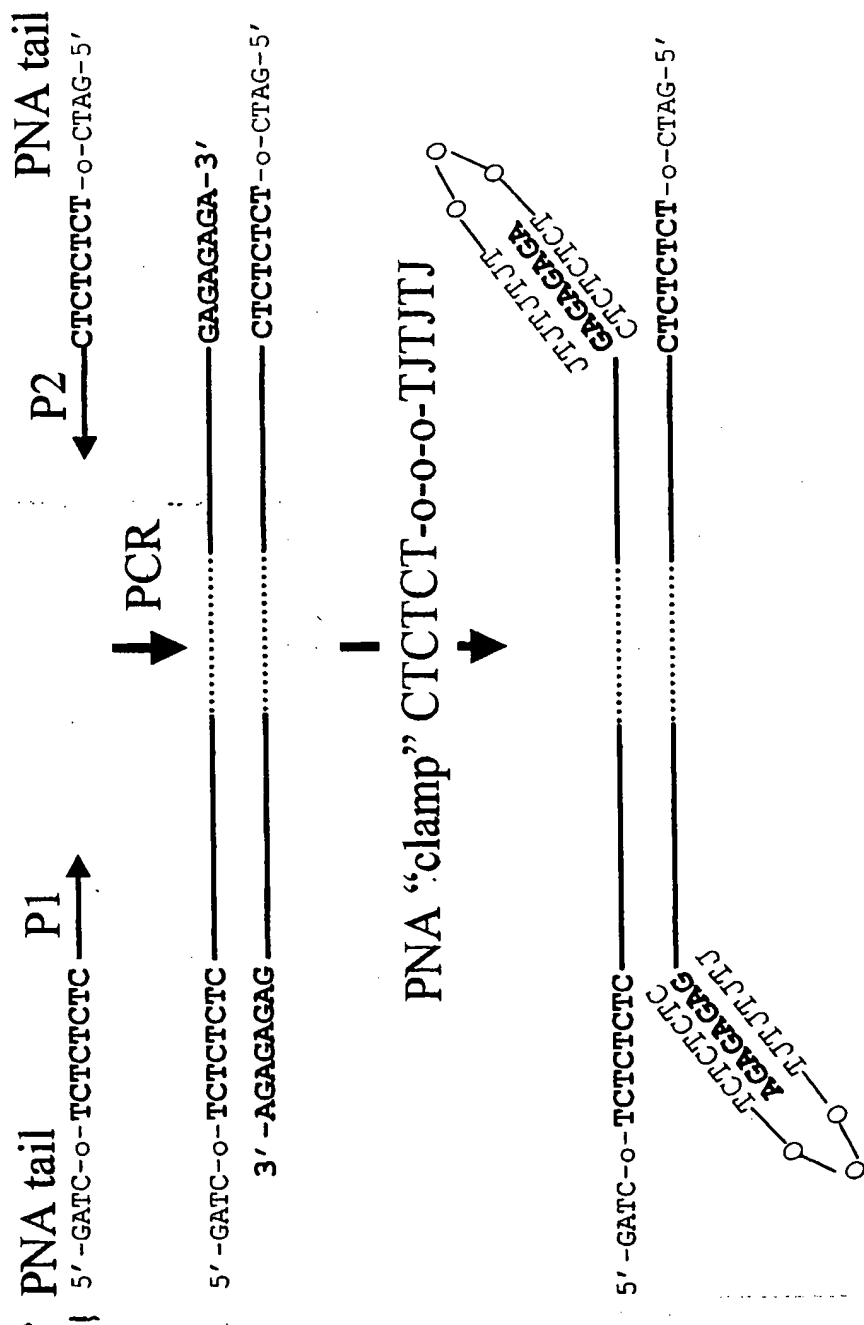 PNA tail P1 P2 PNA tail
5'-GATC-o-TCTCTCTC CTCTCTCT-o-CTAG-5'
PCR
5'-GATC-o-TCTCTCTC GAGAGAGA-3'
3'-AGAGAGAG CTCTCTCT-o-CTAG-5'
PNA “clamp” CTCTCT-o-o-o-TJTJTJ
JTJTJTJT
GAGAGAGA
CTCTCTCT
5'-GATC-o-TCTCTCTC
CTCTCTCT-o-CTAG-5'
TCTCTCTC
AGAGAGAG
TJTJTJTJ